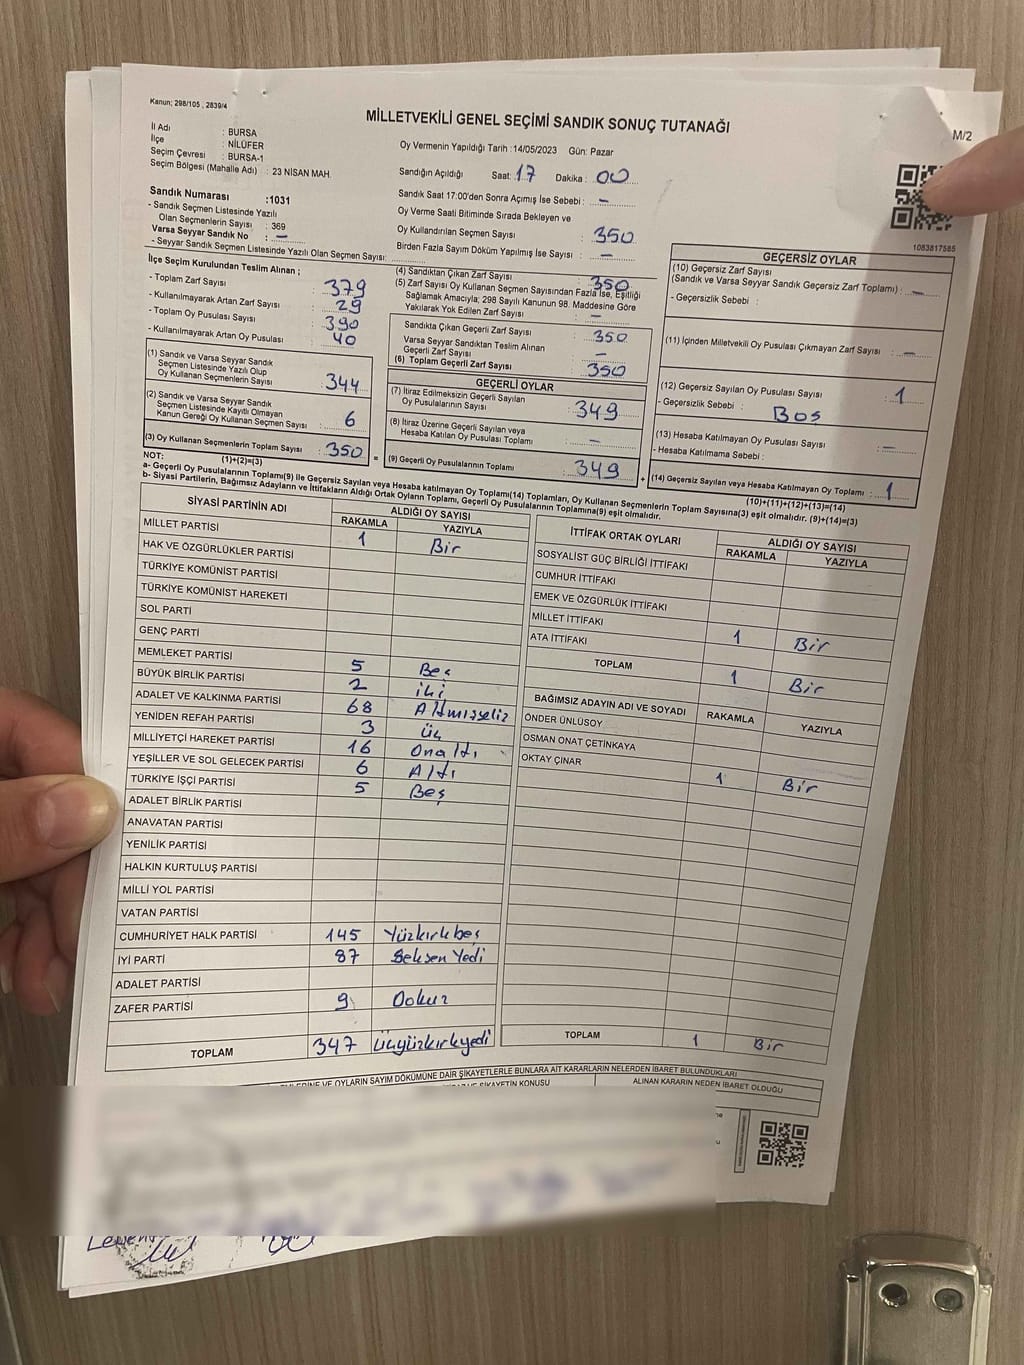 Kanun; 298/105 , 2839/4
MİLLETVEKİLİ GENEL SEÇİMİ SANDIK SONUÇ TUTANAĞI
M/2
İl Adı : BURSA
İlçe : NİLÜFER
Seçim Çevresi : BURSA-1
Seçim Bölgesi (Mahalle Adı) : 23 NİSAN MAH.
Oy Vermenin Yapıldığı Tarih :14/05/2023 Gün: Pazar
Sandığın Açıldığı Saat: 17 Dakika : 00
Sandık Saat 17:00'den Sonra Açımış İse Sebebi : -
Oy Verme Saati Bitiminde Sırada Bekleyen ve
Oy Kullandırılan Seçmen Sayısı : 350
Birden Fazla Sayım Döküm Yapılmış İse Sayısı : -
Sandık Numarası :1031
- Sandık Seçmen Listesinde Yazılı
Olan Seçmenlerin Sayısı : 369
Varsa Seyyar Sandık No : -
- Seyyar Sandık Seçmen Listesinde Yazılı Olan Seçmen Sayısı:
1083817585
İlçe Seçim Kurulundan Teslim Alınan ;
- Toplam Zarf Sayısı : 379
- Kullanılmayarak Artan Zarf Sayısı : 29
- Toplam Oy Pusulası Sayısı : 390
- Kullanılmayarak Artan Oy Pusulası : 40
(1) Sandık ve Varsa Seyyar Sandık
Seçmen Listesinde Yazılı Olup
Oy Kullanan Seçmenlerin Sayısı : 344
(2) Sandık ve Varsa Seyyar Sandık
Seçmen Listesinde Kayıtlı Olmayan
Kanun Gereği Oy Kullanan Seçmen Sayısı : 6
(3) Oy Kullanan Seçmenlerin Toplam Sayısı : 350
(1)+(2)=(3)
(4) Sandıktan Çıkan Zarf Sayısı : 350
(5) Zarf Sayısı Oy Kullanan Seçmen Sayısından Fazla İse, Eşitliği
Sağlamak Amacıyla; 298 Sayılı Kanunun 98. Maddesine Göre
Yakılarak Yok Edilen Zarf Sayısı : -
Sandıkta Çıkan Geçerli Zarf Sayısı : 350
Varsa Seyyar Sandıktan Teslim Alınan
Geçerli Zarf Sayısı : -
(6) Toplam Geçerli Zarf Sayısı : 350
GEÇERLİ OYLAR
(7) İtiraz Edilmeksizin Geçerli Sayılan
Oy Pusulalarının Sayısı : 349
(8) İtiraz Üzerine Geçerli Sayılan veya
Hesaba Katılan Oy Pusulası Toplamı : -
= (9) Geçerli Oy Pusulalarının Toplamı : 349
GEÇERSİZ OYLAR
(10) Geçersiz Zarf Sayısı
(Sandık ve Varsa Seyyar Sandık Geçersiz Zarf Toplamı) : -
- Geçersizlik Sebebi :
(11) İçinden Milletvekili Oy Pusulası Çıkmayan Zarf Sayısı : -
(12) Geçersiz Sayılan Oy Pusulası Sayısı : 1
- Geçersizlik Sebebi : Boş
(13) Hesaba Katılmayan Oy Pusulası Sayısı : -
- Hesaba Katılmama Sebebi :
+ (14) Geçersiz Sayılan veya Hesaba Katılmayan Oy Toplamı : 1
(10)+(11)+(12)+(13)=(14)
NOT:
a- Geçerli Oy Pusulalarının Toplamı(9) ile Geçersiz Sayılan veya Hesaba katılmayan Oy Toplamı(14) Toplamları, Oy Kullanan Seçmenlerin Toplam Sayısına(3) eşit olmalıdır. (9)+(14)=(3)
b- Siyasi Partilerin, Bağımsız Adayların ve İttifakların Aldığı Ortak Oyların Toplamı, Geçerli Oy Pusulalarının Toplamına(9) eşit olmalıdır.
SİYASİ PARTİNİN ADI ALDIĞI OY SAYISI
RAKAMLA YAZIYLA
MİLLET PARTİSİ 1 Bir
HAK VE ÖZGÜRLÜKLER PARTİSİ
TÜRKİYE KOMÜNİST PARTİSİ
TÜRKİYE KOMÜNİST HAREKETİ
SOL PARTİ
GENÇ PARTİ
MEMLEKET PARTİSİ 5 Beş
BÜYÜK BİRLİK PARTİSİ 2 iki
ADALET VE KALKINMA PARTİSİ 68 Altmışseliz
YENİDEN REFAH PARTİSİ 3 üç
MİLLİYETÇİ HAREKET PARTİSİ 16 Onaltı
YEŞİLLER VE SOL GELECEK PARTİSİ 6 Altı
TÜRKİYE İŞÇİ PARTİSİ 5 Beş
ADALET BİRLİK PARTİSİ
ANAVATAN PARTİSİ
YENİLİK PARTİSİ
HALKIN KURTULUŞ PARTİSİ
MİLLİ YOL PARTİSİ
VATAN PARTİSİ
CUMHURİYET HALK PARTİSİ 145 Yüzkırkbeş
İYİ PARTİ 87 Seksen Yedi
ADALET PARTİSİ
ZAFER PARTİSİ 9 Dokuz
TOPLAM 347 üçyüzkırkyedi
İTTİFAK ORTAK OYLARI ALDIĞI OY SAYISI
RAKAMLA YAZIYLA
SOSYALİST GÜÇ BİRLİĞİ İTTİFAKI
CUMHUR İTTİFAKI
EMEK VE ÖZGÜRLÜK İTTİFAKI
MİLLET İTTİFAKI 1 Bir
ATA İTTİFAKI
TOPLAM 1 Bir
BAĞIMSIZ ADAYIN ADI VE SOYADI RAKAMLA YAZIYLA
ÖNDER ÜNLÜSOY
OSMAN ONAT ÇETİNKAYA
OKTAY ÇINAR 1 Bir
TOPLAM 1 Bir
VE OYLARIN SAYIM DÖKÜMÜNE DAİR ŞİKAYETLERLE BUNLARA AİT KARARLARIN NELERDEN İBARET BULUNDUKLARI
ŞİKAYETİN KONUSU ALINAN KARARIN NEDEN İBARET OLDUĞU